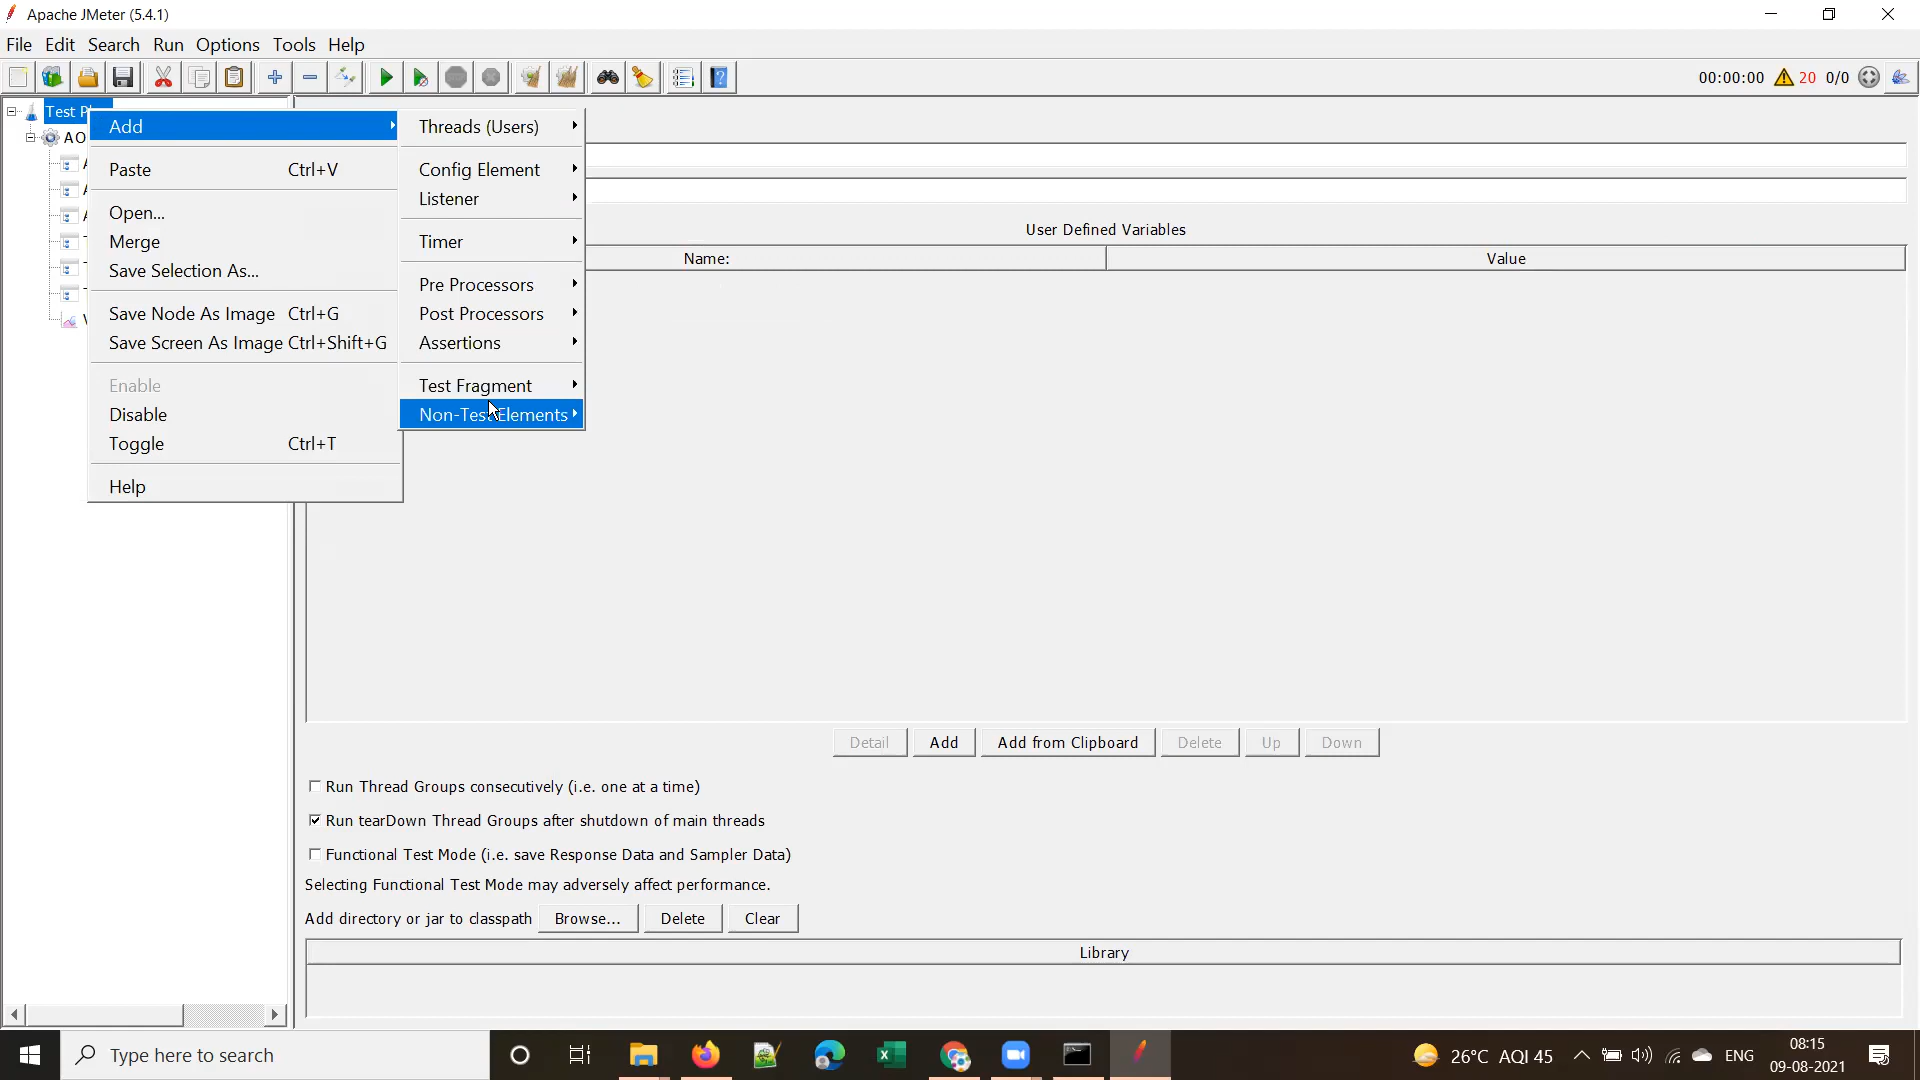 Apache JMeter (5.4.1)
File Edit Search Run Options Tools Help
00:00:00 20 0/0
Test
AO
Add
Paste Ctrl+V
Open...
Merge
Save Selection As...
Save Node As Image Ctrl+G
Save Screen As Image Ctrl+Shift+G
Enable
Disable
Toggle Ctrl+T
Help
Threads (Users)
Config Element
Listener
Timer
Pre Processors
Post Processors
Assertions
Test Fragment
Non-Test Elements
User Defined Variables
Name: Value
Detail Add Add from Clipboard Delete Up Down
Run Thread Groups consecutively (i.e. one at a time)
Run tearDown Thread Groups after shutdown of main threads
Functional Test Mode (i.e. save Response Data and Sampler Data)
Selecting Functional Test Mode may adversely affect performance.
Add directory or jar to classpath Browse... Delete Clear
Library
Type here to search
26°C AQI 45 ENG
08:15
09-08-2021